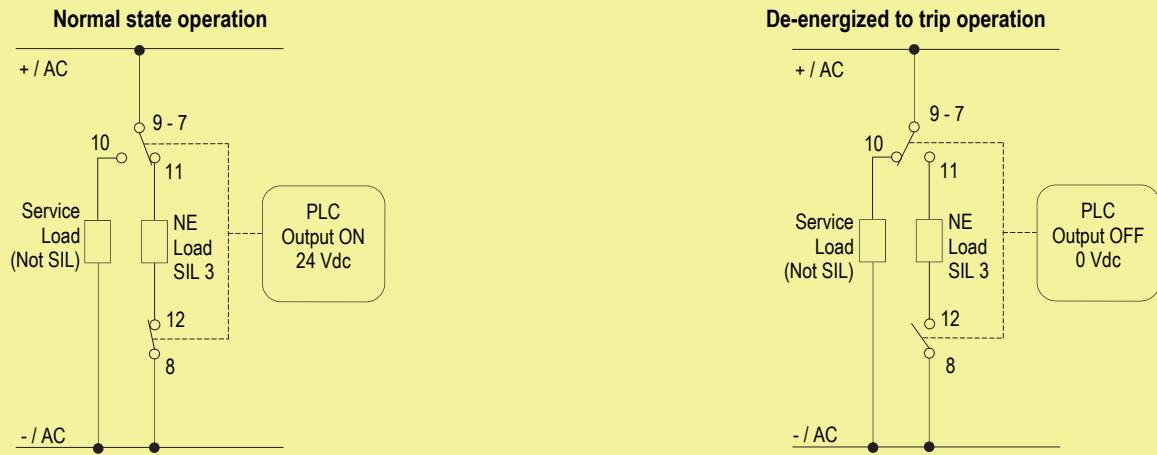 Normal state operation
+ / AC
9 - 7
10
11
Service
Load
(Not SIL)
NE
Load
SIL 3
PLC
Output ON
24 Vdc
12
8
- / AC
De-energized to trip operation
+ / AC
9 - 7
10
11
Service
Load
(Not SIL)
NE
Load
SIL 3
PLC
Output OFF
0 Vdc
12
8
- / AC